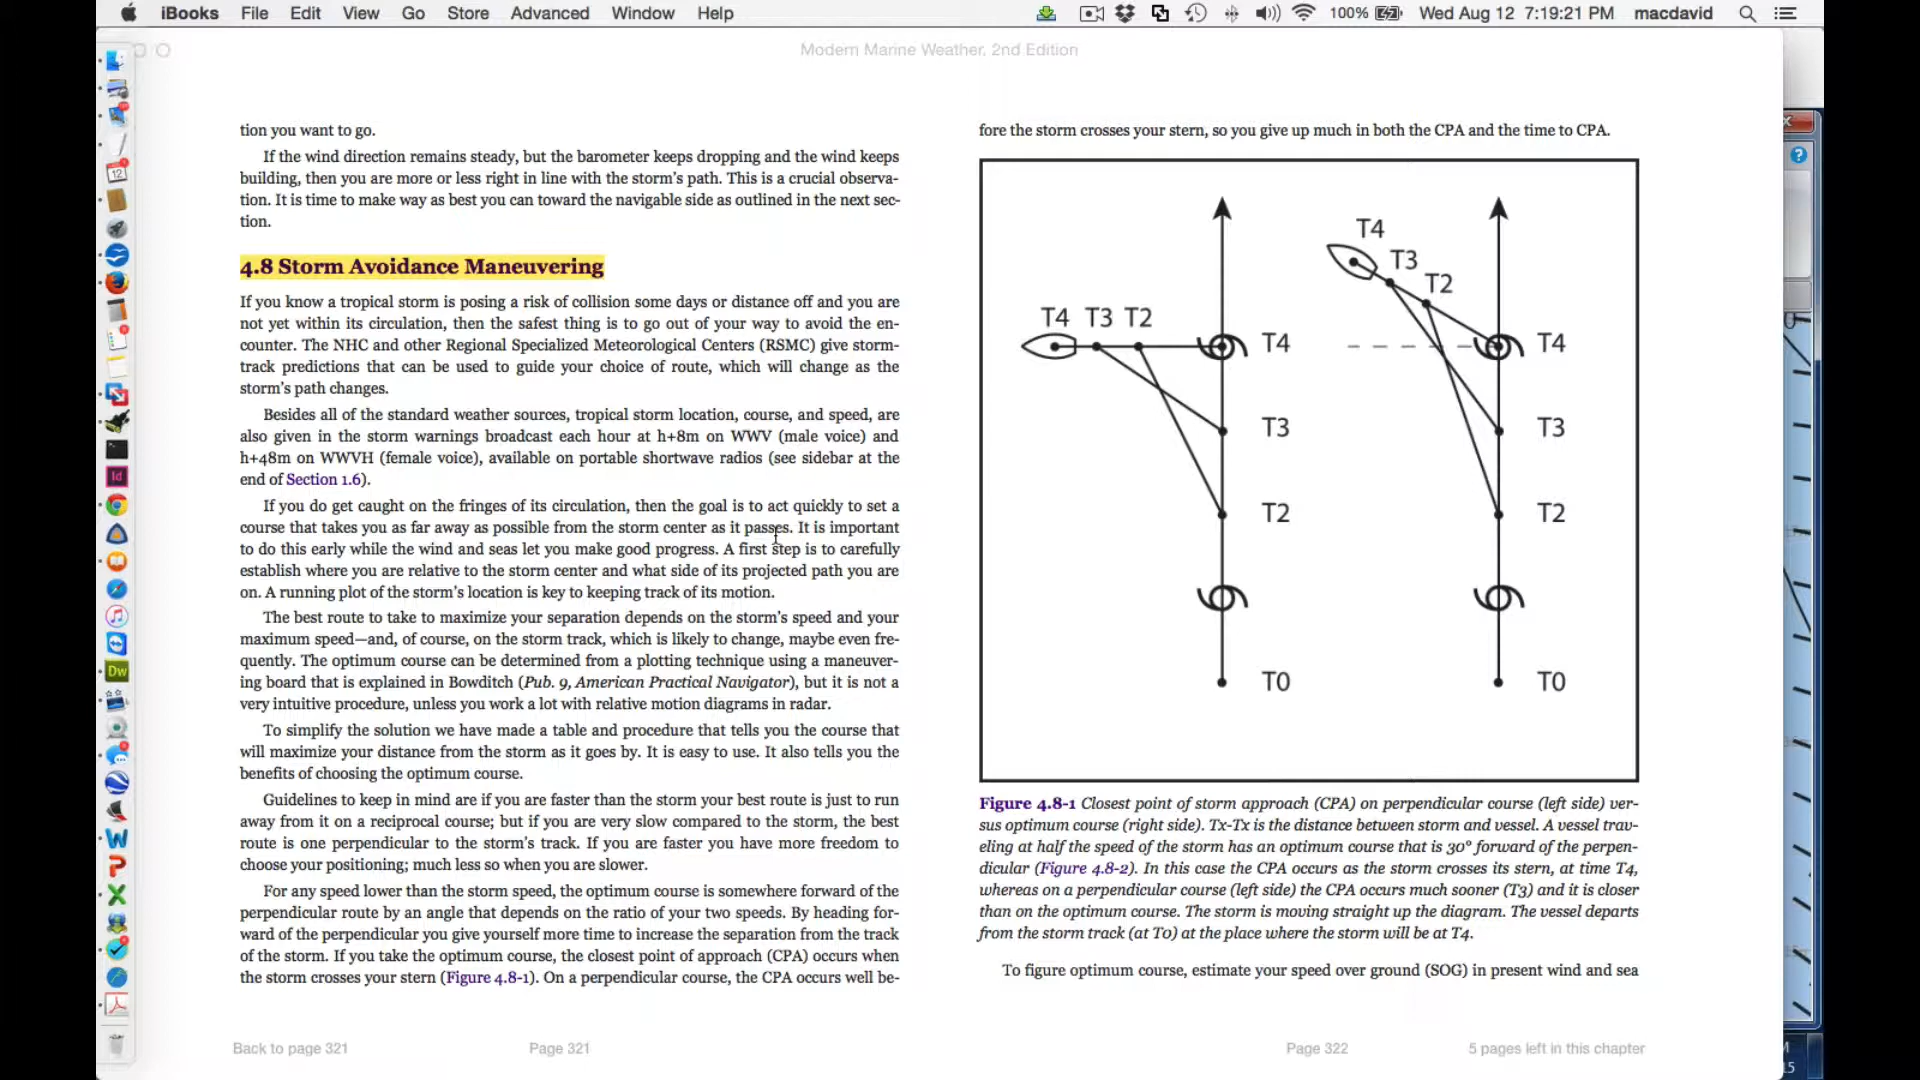 iBooks File Edit View Go Store Advanced Window Help 100% Wed Aug 12 7:19:21 PM macdavid
Modern Marine Weather, 2nd Edition
tion you want to go.
If the wind direction remains steady, but the barometer keeps dropping and the wind keeps
building, then you are more or less right in line with the storm's path. This is a crucial observa-
tion. It is time to make way as best you can toward the navigable side as outlined in the next sec-
tion.
4.8 Storm Avoidance Maneuvering
If you know a tropical storm is posing a risk of collision some days or distance off and you are
not yet within its circulation, then the safest thing is to go out of your way to avoid the en-
counter. The NHC and other Regional Specialized Meteorological Centers (RSMC) give storm-
track predictions that can be used to guide your choice of route, which will change as the
storm's path changes.
Besides all of the standard weather sources, tropical storm location, course, and speed, are
also given in the storm warnings broadcast each hour at h+8m on WWV (male voice) and
h+48m on WWVH (female voice), available on portable shortwave radios (see sidebar at the
end of Section 1.6).
If you do get caught on the fringes of its circulation, then the goal is to act quickly to set a
course that takes you as far away as possible from the storm center as it passes. It is important
to do this early while the wind and seas let you make good progress. A first step is to carefully
establish where you are relative to the storm center and what side of its projected path you are
on. A running plot of the storm's location is key to keeping track of its motion.
The best route to take to maximize your separation depends on the storm's speed and your
maximum speed—and, of course, on the storm track, which is likely to change, maybe even fre-
quently. The optimum course can be determined from a plotting technique using a maneuver-
ing board that is explained in Bowditch (Pub. 9, American Practical Navigator), but it is not a
very intuitive procedure, unless you work a lot with relative motion diagrams in radar.
To simplify the solution we have made a table and procedure that tells you the course that
will maximize your distance from the storm as it goes by. It is easy to use. It also tells you the
benefits of choosing the optimum course.
Guidelines to keep in mind are if you are faster than the storm your best route is just to run
away from it on a reciprocal course; but if you are very slow compared to the storm, the best
route is one perpendicular to the storm's track. If you are faster you have more freedom to
choose your positioning; much less so when you are slower.
For any speed lower than the storm speed, the optimum course is somewhere forward of the
perpendicular route by an angle that depends on the ratio of your two speeds. By heading for-
ward of the perpendicular you give yourself more time to increase the separation from the track
of the storm. If you take the optimum course, the closest point of approach (CPA) occurs when
the storm crosses your stern (Figure 4.8-1). On a perpendicular course, the CPA occurs well be-
fore the storm crosses your stern, so you give up much in both the CPA and the time to CPA.
T4 T3 T2
T4
T3
T2
T0
T4
T3
T2
T4
T3
T2
T0
Figure 4.8-1 Closest point of storm approach (CPA) on perpendicular course (left side) ver-
sus optimum course (right side). Tx-Tx is the distance between storm and vessel. A vessel trav-
eling at half the speed of the storm has an optimum course that is 30° forward of the perpen-
dicular (Figure 4.8-2). In this case the CPA occurs as the storm crosses its stern, at time T4,
whereas on a perpendicular course (left side) the CPA occurs much sooner (T3) and it is closer
than on the optimum course. The storm is moving straight up the diagram. The vessel departs
from the storm track (at T0) at the place where the storm will be at T4.
To figure optimum course, estimate your speed over ground (SOG) in present wind and sea
Back to page 321
Page 321
Page 322
5 pages left in this chapter
12
Id
Dw